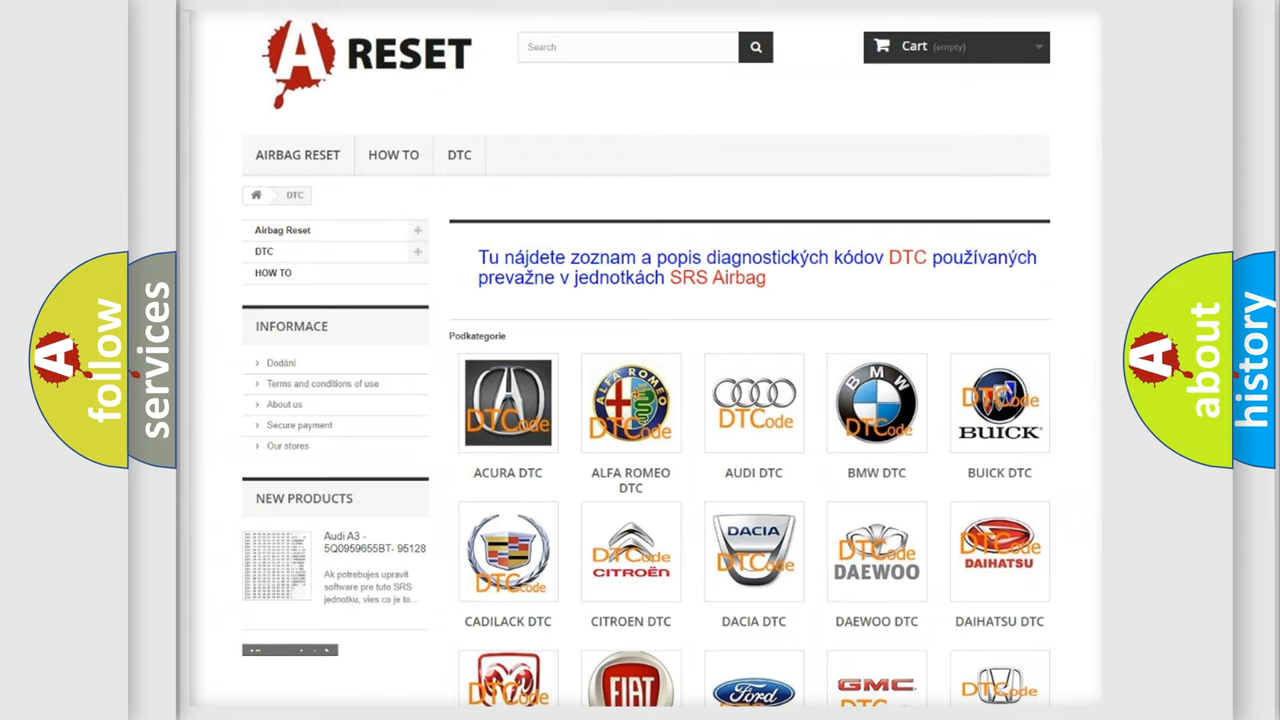 A RESET
Search
Cart (empty)
AIRBAG RESET
HOW TO
DTC
DTC
Airbag Reset
DTC
HOW TO
Tu nájdete zoznam a popis diagnostických kódov DTC používaných
prevažne v jednotkách SRS Airbag
INFORMACE
Dodání
Terms and conditions of use
About us
Secure payment
Our stores
Podkategorie
DTCode
ALFA ROMEO
DTCode
DTCode
BMW
DTCode
DTCode
BUICK
ACURA DTC
ALFA ROMEO
DTC
AUDI DTC
BMW DTC
BUICK DTC
NEW PRODUCTS
Audi A3 -
5Q0959655BT- 95128
Ak potrebujes upravit
software pre tuto SRS
jednotku, vies co je to...
DTCode
DTCode
CITROËN
DACIA
DTCode
DTCode
DAEWOO
DTCode
DAIHATSU
CADILACK DTC
CITROEN DTC
DACIA DTC
DAEWOO DTC
DAIHATSU DTC
DTCode
FIAT
Ford
GMC
DTCode
A follow
services
A about
history